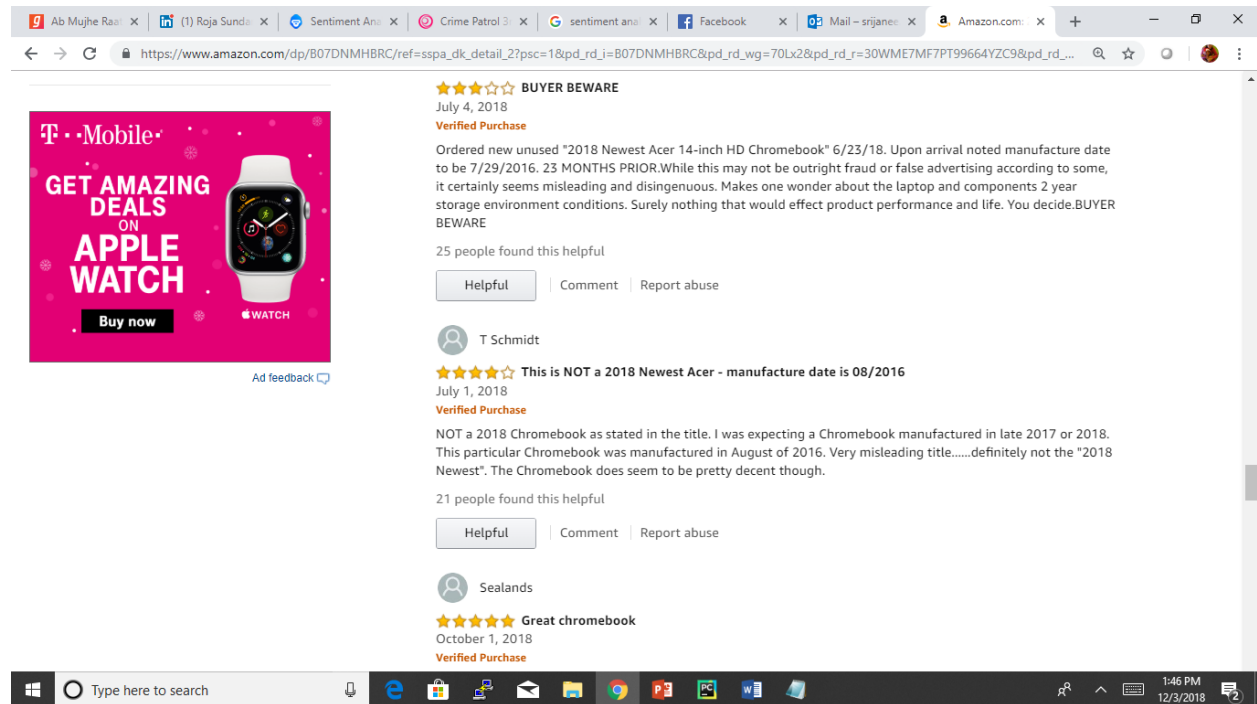 Ab Mujhe Raat
(1) Roja Sunda
Sentiment Ana
Crime Patrol 3
sentiment anal
Facebook
Mail – srijanee
Amazon.com:
https://www.amazon.com/dp/B07DNMHBRC/ref=sspa_dk_detail_2?psc=1&pd_rd_i=B07DNMHBRC&pd_rd_wg=70Lx2&pd_rd_r=30WME7MF7PT99664YZC9&pd_rd_...
BUYER BEWARE
July 4, 2018
Verified Purchase
Ordered new unused "2018 Newest Acer 14-inch HD Chromebook" 6/23/18. Upon arrival noted manufacture date
to be 7/29/2016. 23 MONTHS PRIOR.While this may not be outright fraud or false advertising according to some,
it certainly seems misleading and disingenuous. Makes one wonder about the laptop and components 2 year
storage environment conditions. Surely nothing that would effect product performance and life. You decide.BUYER
BEWARE
25 people found this helpful
Helpful
Comment
Report abuse
T Schmidt
This is NOT a 2018 Newest Acer - manufacture date is 08/2016
July 1, 2018
Verified Purchase
NOT a 2018 Chromebook as stated in the title. I was expecting a Chromebook manufactured in late 2017 or 2018.
This particular Chromebook was manufactured in August of 2016. Very misleading title......definitely not the "2018
Newest". The Chromebook does seem to be pretty decent though.
21 people found this helpful
Helpful
Comment
Report abuse
Sealands
Great chromebook
October 1, 2018
Verified Purchase
T··Mobile·
GET AMAZING
DEALS
ON
APPLE
WATCH
Buy now
WATCH
Ad feedback
Type here to search
1:46 PM
12/3/2018
2